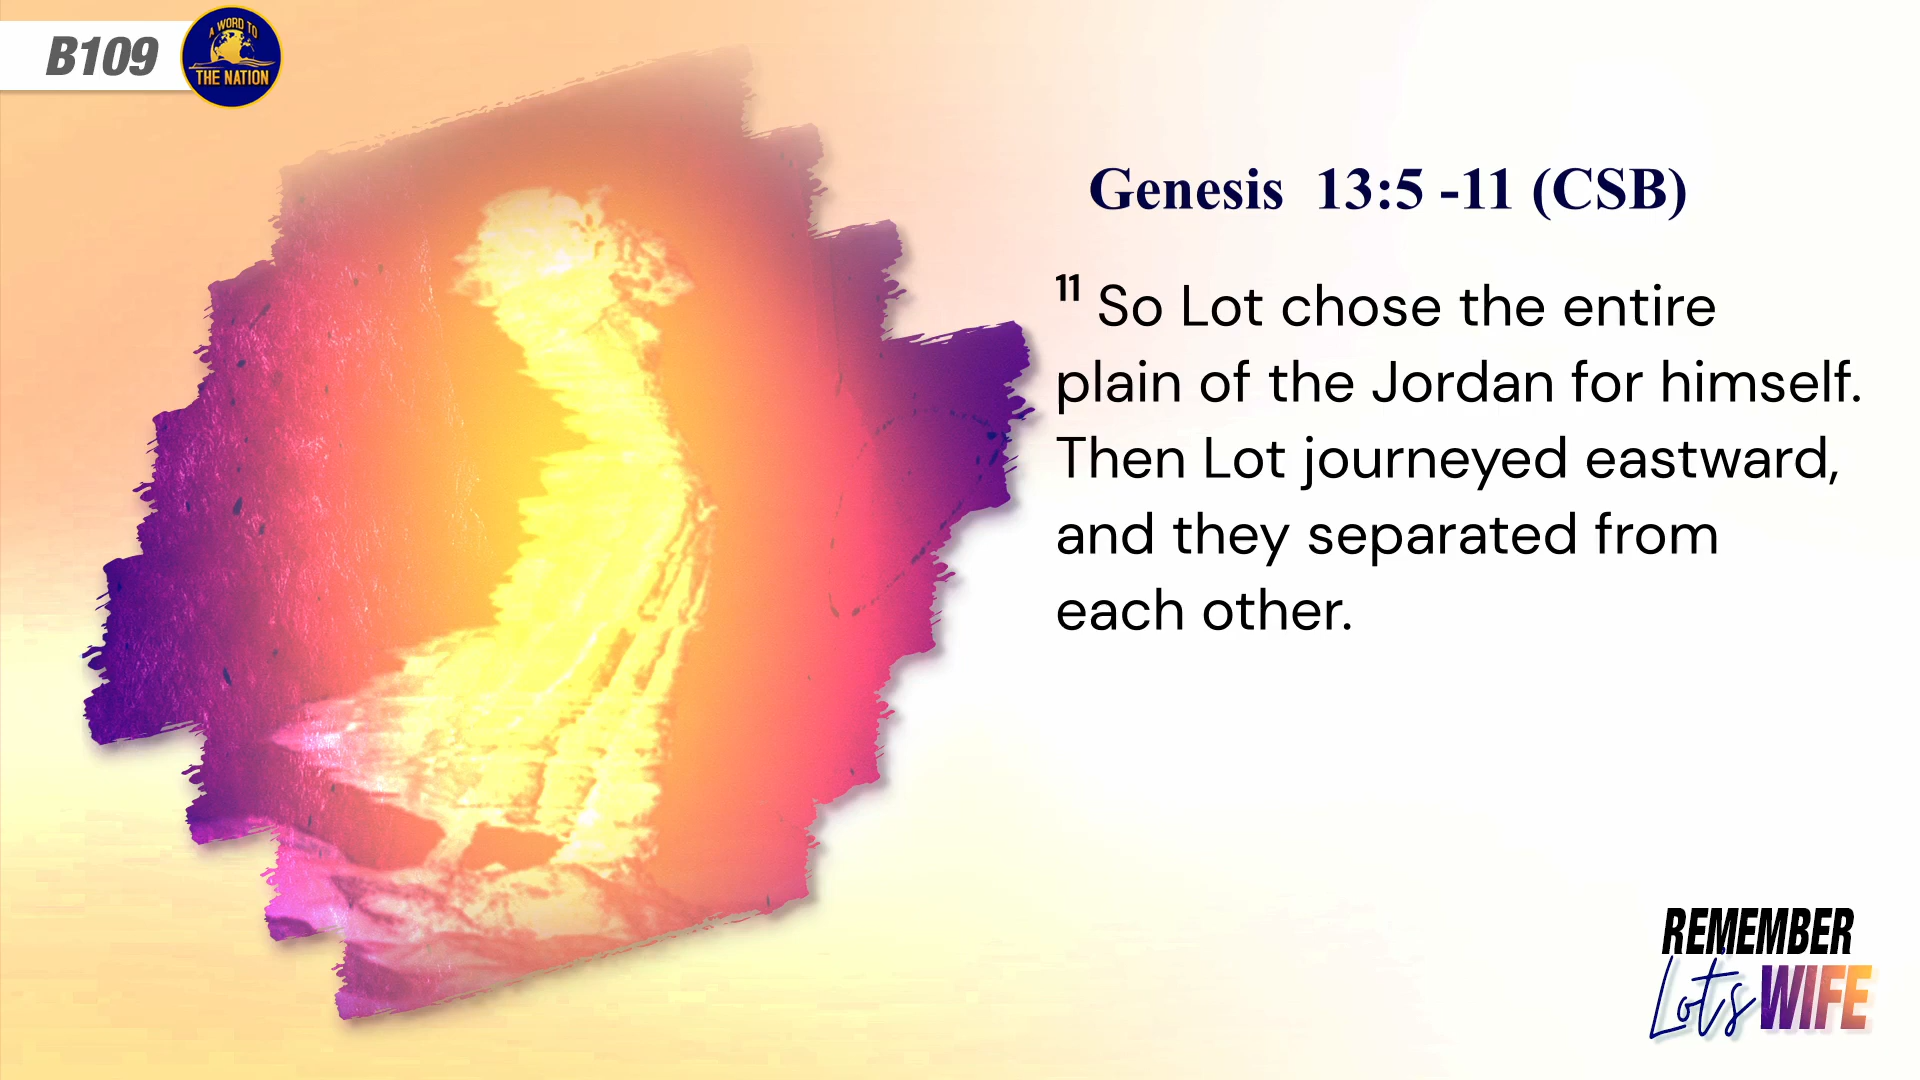 B109
A WORD TO
THE NATION
Genesis 13:5 -11 (CSB)
11 So Lot chose the entire
plain of the Jordan for himself.
Then Lot journeyed eastward,
and they separated from
each other.
REMEMBER
Lot's WIFE